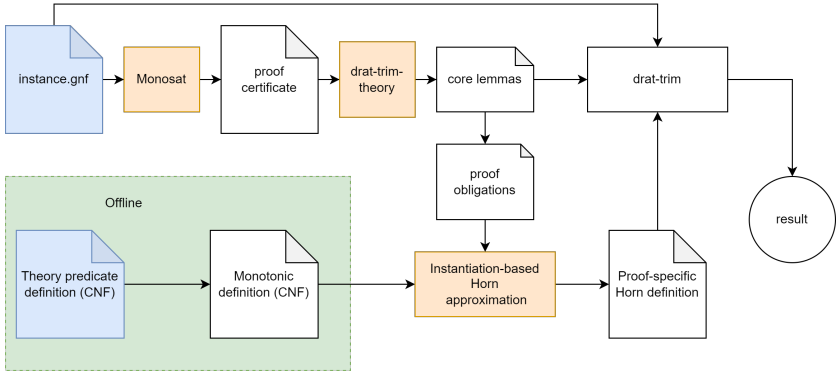 instance.gnf
Monosat
proof
certificate
drat-trim-
theory
core lemmas
drat-trim
proof
obligations
result
Offline
Theory predicate
definition (CNF)
Monotonic
definition (CNF)
Instantiation-based
Horn
approximation
Proof-specific
Horn definition